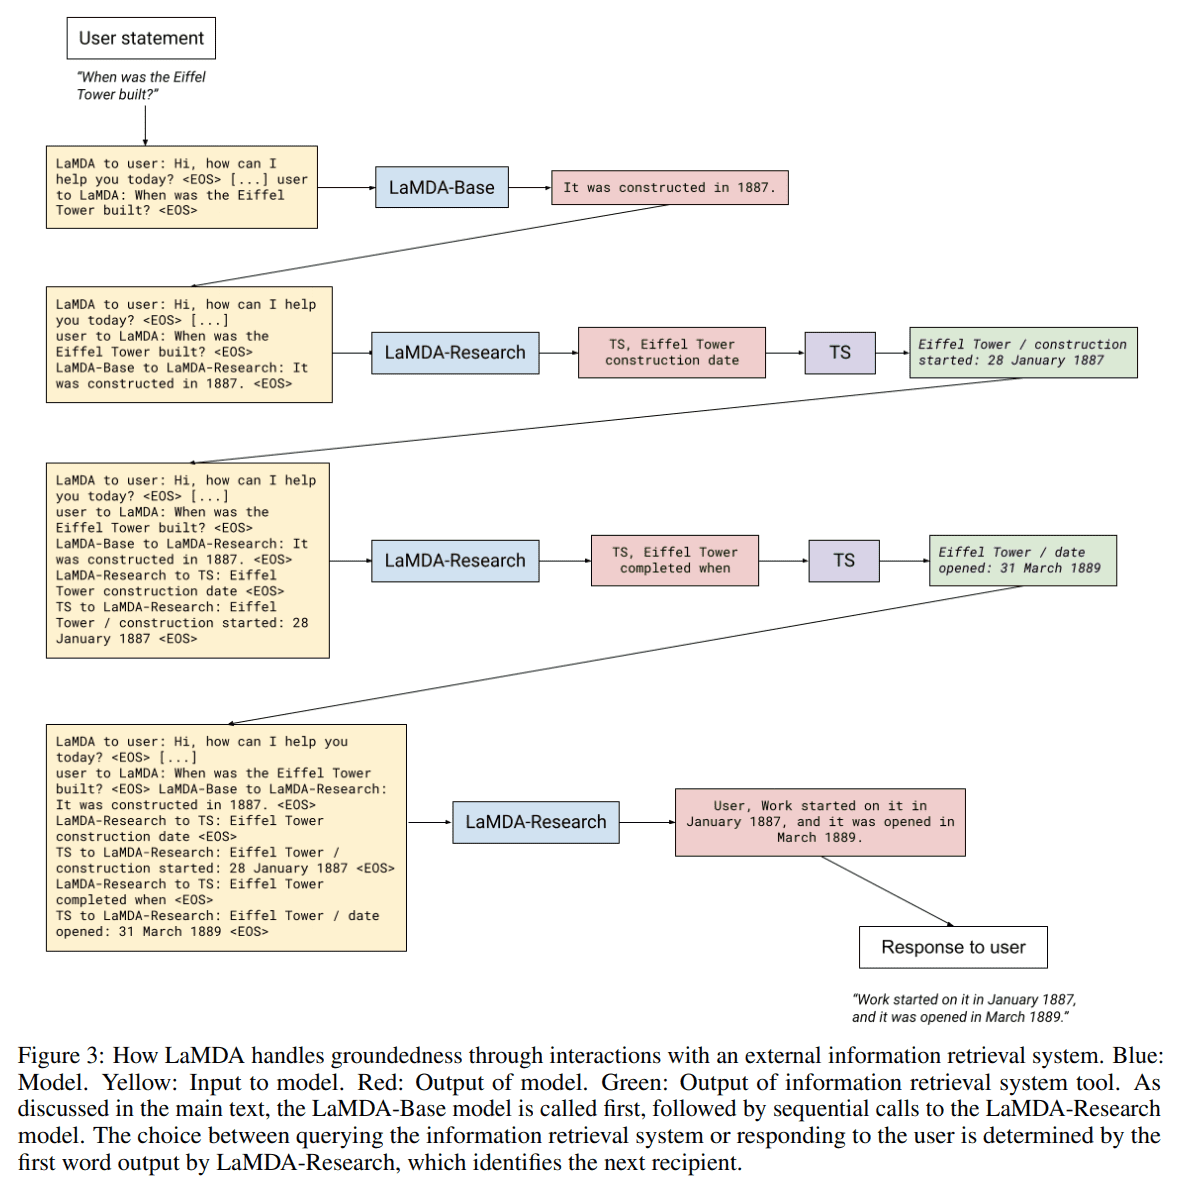 User statement
“When was the Eiffel
Tower built?”
LaMDA to user: Hi, how can I
help you today? <EOS> [...] user
to LaMDA: When was the Eiffel
Tower built? <EOS>
LaMDA-Base
It was constructed in 1887.
LaMDA to user: Hi, how can I help
you today? <EOS> [...]
user to LaMDA: When was the
Eiffel Tower built? <EOS>
LaMDA-Base to LaMDA-Research: It
was constructed in 1887. <EOS>
LaMDA-Research
TS, Eiffel Tower
construction date
TS
Eiffel Tower / construction
started: 28 January 1887
LaMDA to user: Hi, how can I help
you today? <EOS> [...]
user to LaMDA: When was the
Eiffel Tower built? <EOS>
LaMDA-Base to LaMDA-Research: It
was constructed in 1887. <EOS>
LaMDA-Research to TS: Eiffel
Tower construction date <EOS>
TS to LaMDA-Research: Eiffel
Tower / construction started: 28
January 1887 <EOS>
LaMDA-Research
TS, Eiffel Tower
completed when
TS
Eiffel Tower / date
opened: 31 March 1889
LaMDA to user: Hi, how can I help you
today? <EOS> [...]
user to LaMDA: When was the Eiffel Tower
built? <EOS> LaMDA-Base to LaMDA-Research:
It was constructed in 1887. <EOS>
LaMDA-Research to TS: Eiffel Tower
construction date <EOS>
TS to LaMDA-Research: Eiffel Tower /
construction started: 28 January 1887 <EOS>
LaMDA-Research to TS: Eiffel Tower
completed when <EOS>
TS to LaMDA-Research: Eiffel Tower / date
opened: 31 March 1889 <EOS>
LaMDA-Research
User, Work started on it in
January 1887, and it was opened in
March 1889.
Response to user
“Work started on it in January 1887,
and it was opened in March 1889.”
Figure 3: How LaMDA handles groundedness through interactions with an external information retrieval system. Blue:
Model. Yellow: Input to model. Red: Output of model. Green: Output of information retrieval system tool. As
discussed in the main text, the LaMDA-Base model is called first, followed by sequential calls to the LaMDA-Research
model. The choice between querying the information retrieval system or responding to the user is determined by the
first word output by LaMDA-Research, which identifies the next recipient.